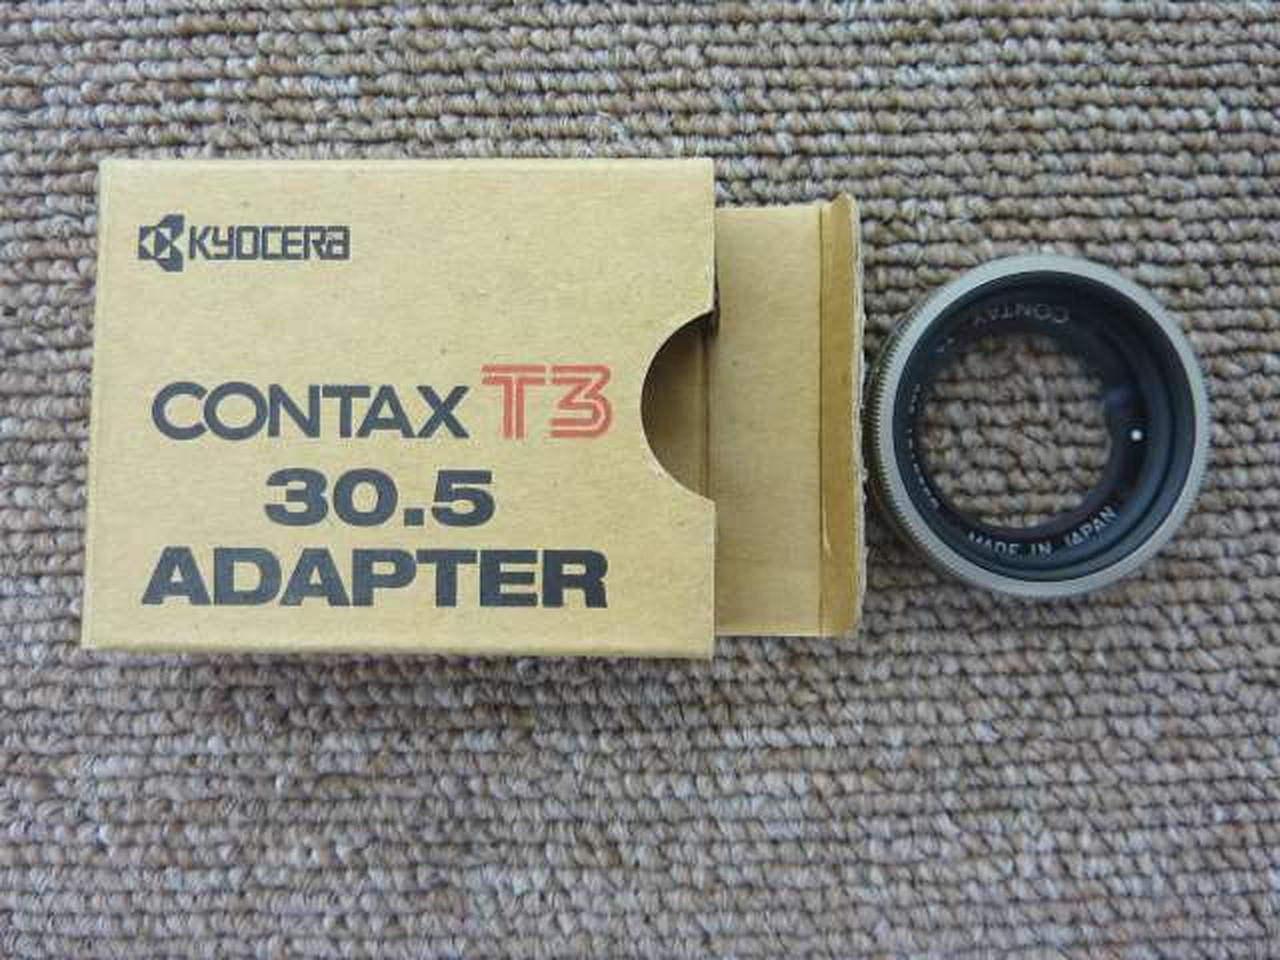 KYOCERA
CONTAX T3
30.5
ADAPTER
CONTAX
MADE IN JAPAN